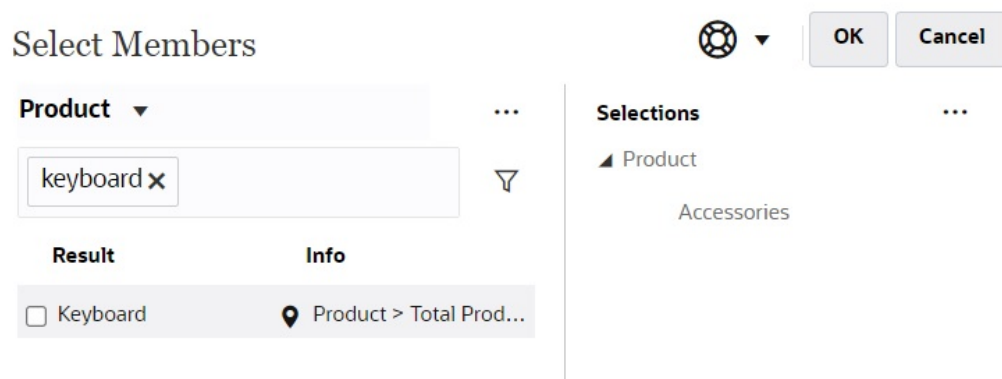 Select Members
OK
Cancel
Product
...
keyboard
Result
Info
Keyboard
Product > Total Prod...
Selections
...
Product
Accessories